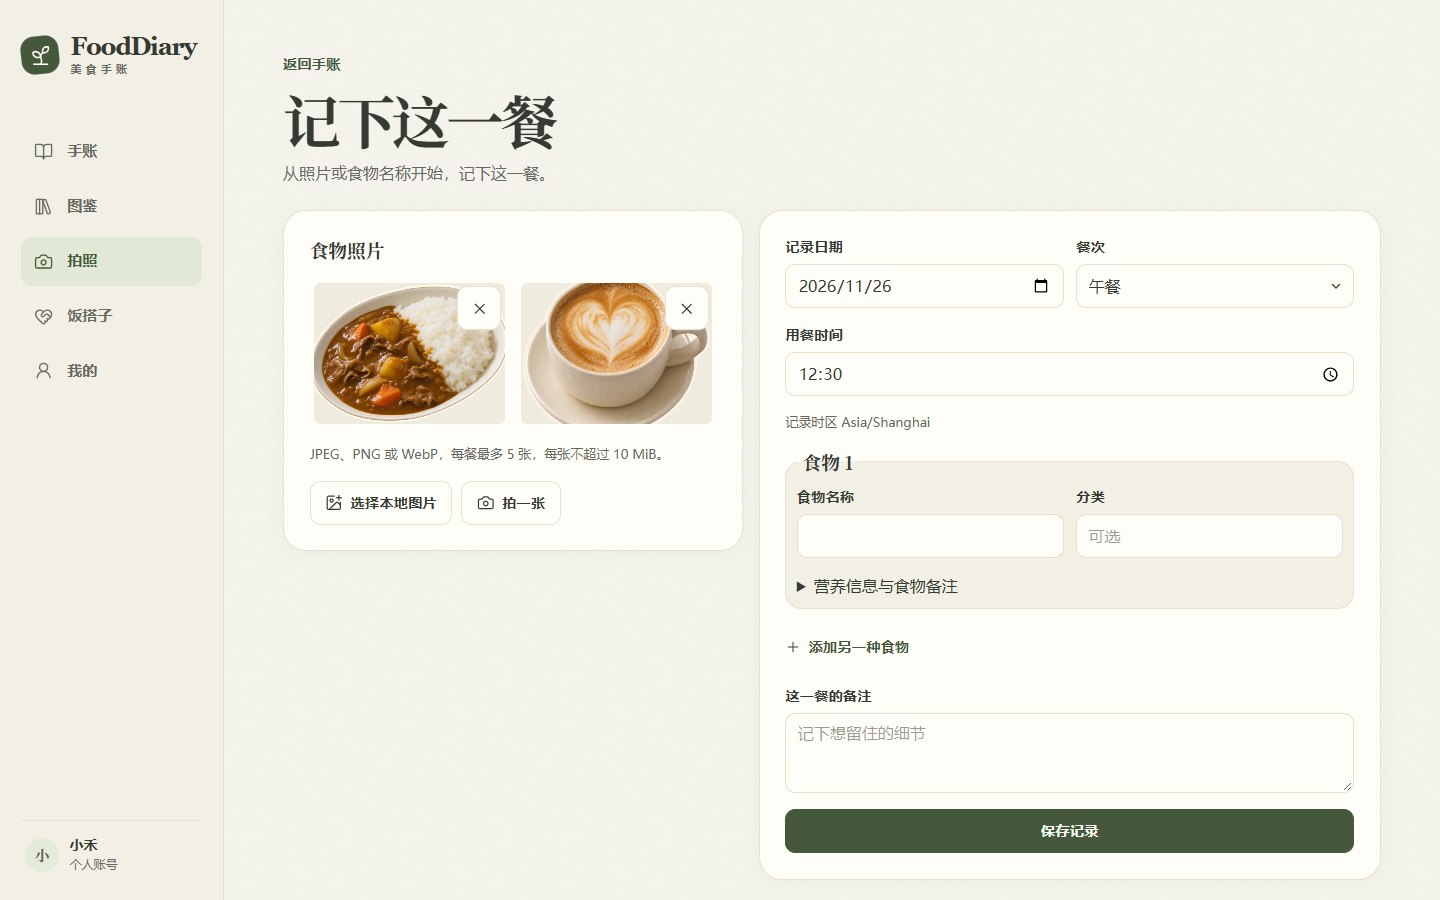 FoodDiary
美食手账
手账
图鉴
拍照
饭搭子
我的
小
小禾
个人账号
返回手账
记下这一餐
从照片或食物名称开始，记下这一餐。
食物照片
JPEG、PNG 或 WebP，每餐最多 5 张，每张不超过 10 MiB。
选择本地图片
拍一张
记录日期
餐次
2026/11/26
午餐
用餐时间
12:30
记录时区 Asia/Shanghai
食物 1
食物名称
分类
可选
营养信息与食物备注
添加另一种食物
这一餐的备注
记下想留住的细节
保存记录